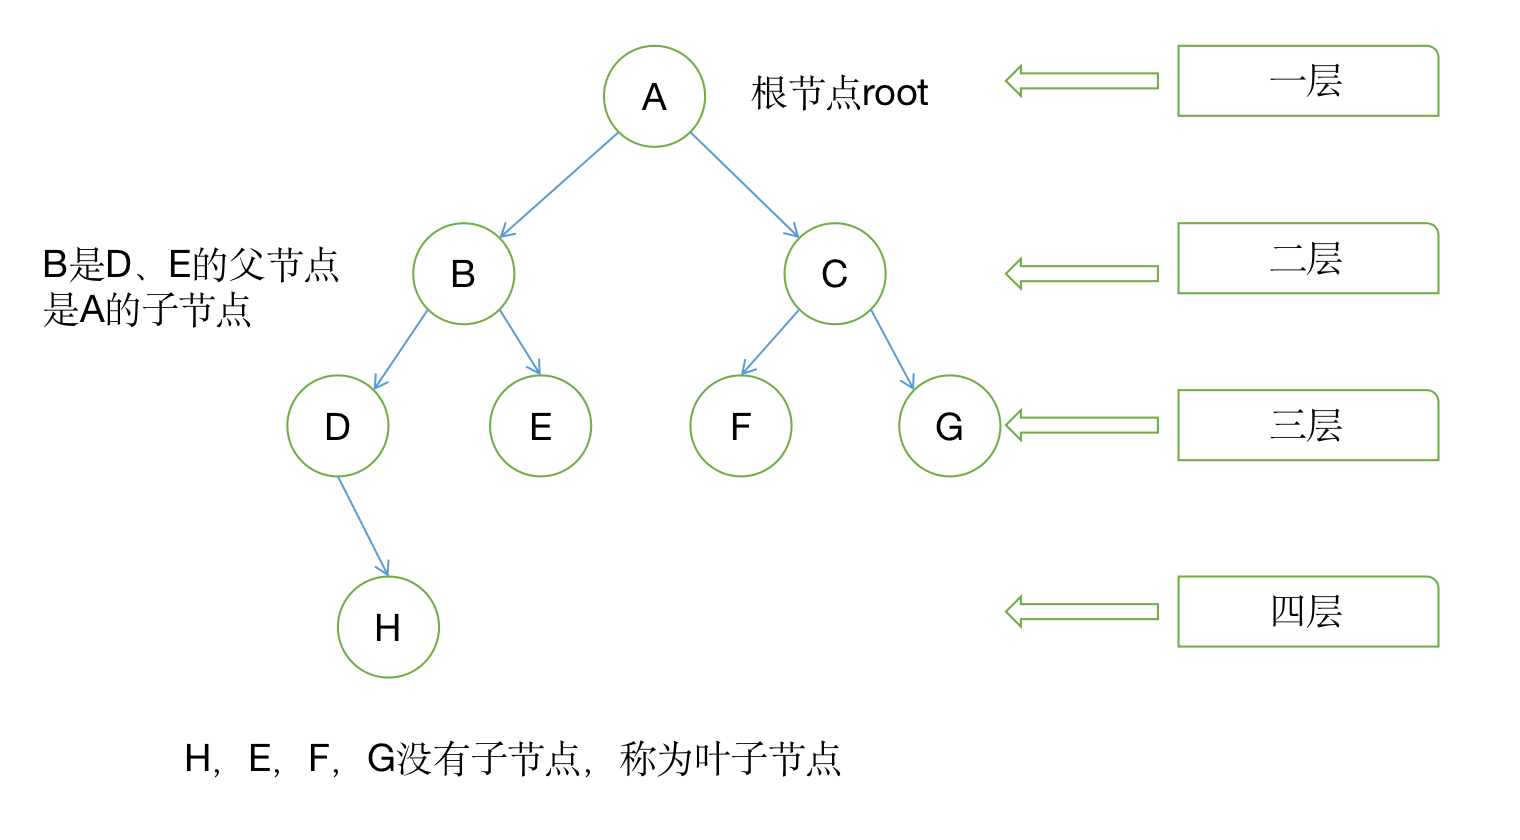 A
根节点root
一层
B是D、E的父节点
是A的子节点
B
C
二层
D
E
F
G
三层
H
四层
H，E，F，G没有子节点，称为叶子节点